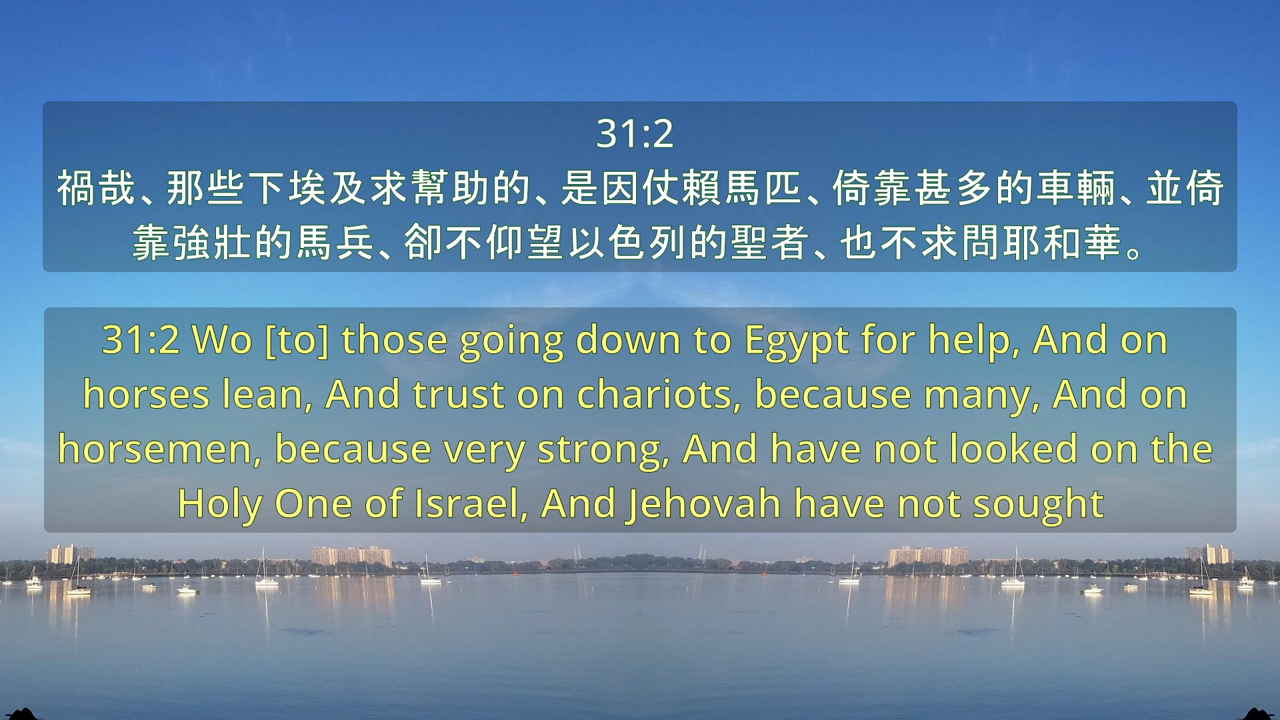 31:2
禍哉、那些下埃及求幫助的、是因仗賴馬匹、倚靠甚多的車輛、並倚
靠強壯的馬兵、卻不仰望以色列的聖者、也不求問耶和華。
31:2 Wo [to] those going down to Egypt for help, And on
horses lean, And trust on chariots, because many, And on
horsemen, because very strong, And have not looked on the
Holy One of Israel, And Jehovah have not sought